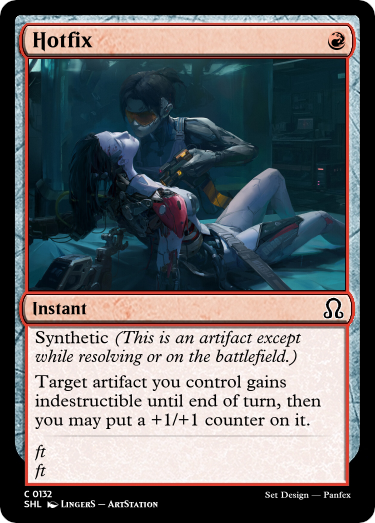 Hotfix
Instant
Synthetic (This is an artifact except
while resolving or on the battlefield.)
Target artifact you control gains
indestructible until end of turn, then
you may put a +1/+1 counter on it.
ft
ft
C 0132
SHL LingerS — ArtStation
Set Design — Panfex